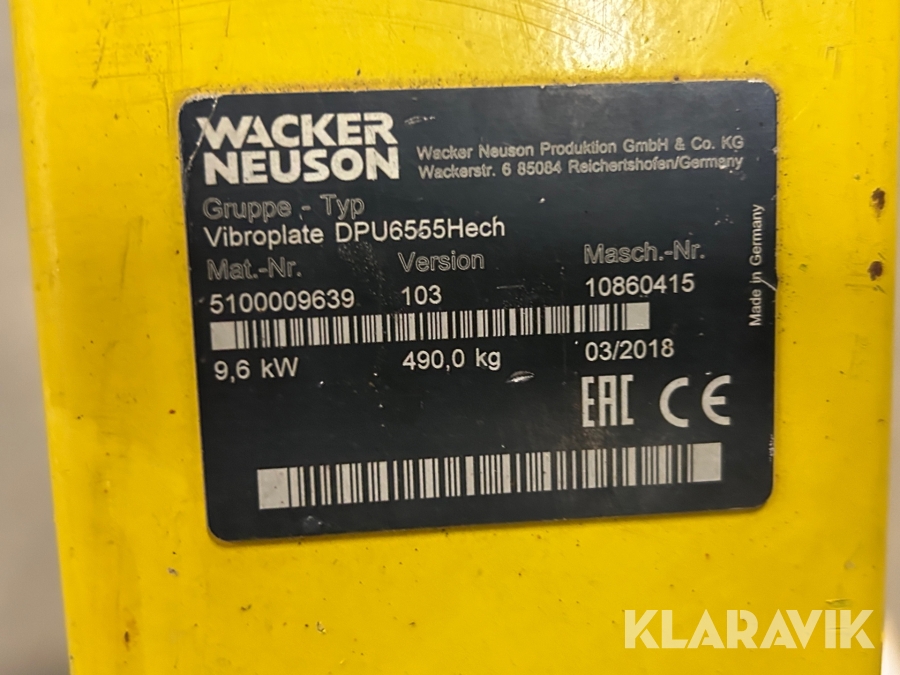 WACKER
NEUSON
Wacker Neuson Produktion GmbH & Co. KG
Wackerstr. 6 85084 Reichertshofen/Germany
Gruppe - Typ
Vibroplate DPU6555Hech
Mat.-Nr. Version Masch.-Nr.
5100009639 103 10860415
9,6 kW 490,0 kg 03/2018
EAC CE
Made in Germany
KLARAVIK